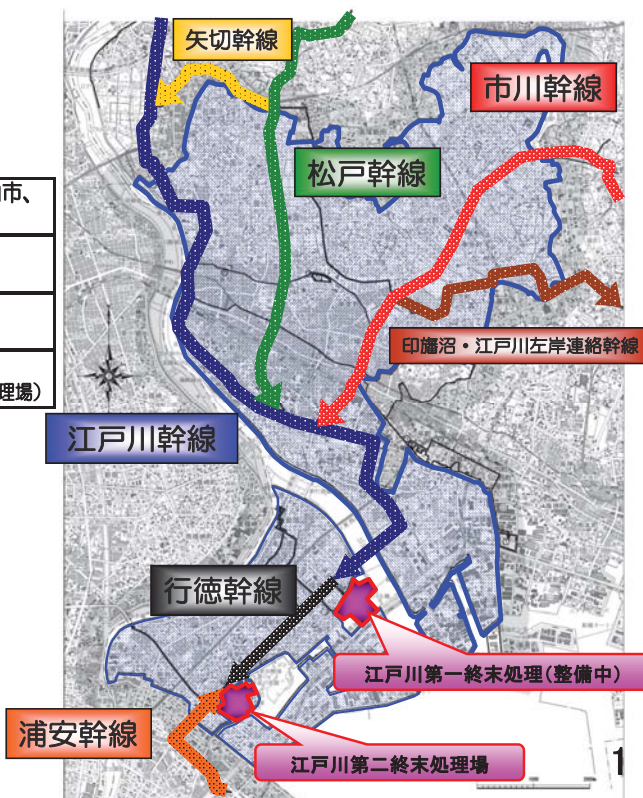 矢切幹線
市川幹線
松戸幹線
市、
印旛沼・江戸川左岸連絡幹線
理場)
江戸川幹線
行徳幹線
江戸川第一終末処理(整備中)
浦安幹線
江戸川第二終末処理場
1